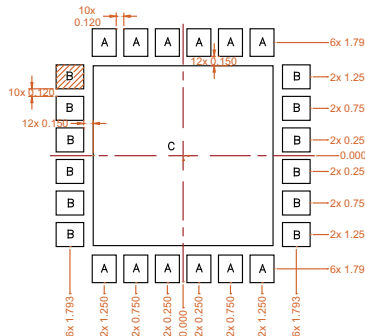 10x
0.120
A A A A A A
6x 1.79
12x 0.150
B
B
2x 1.25
10x 0.120
B
B
2x 0.75
12x 0.150
B
B
2x 0.25
C
0.000
B
B
2x 0.25
B
B
2x 0.75
B
B
2x 1.25
A A A A A A
6x 1.79
6x 1.793
2x 1.250
2x 0.750
2x 0.250
0.000
2x 0.250
2x 0.750
2x 1.250
6x 1.793